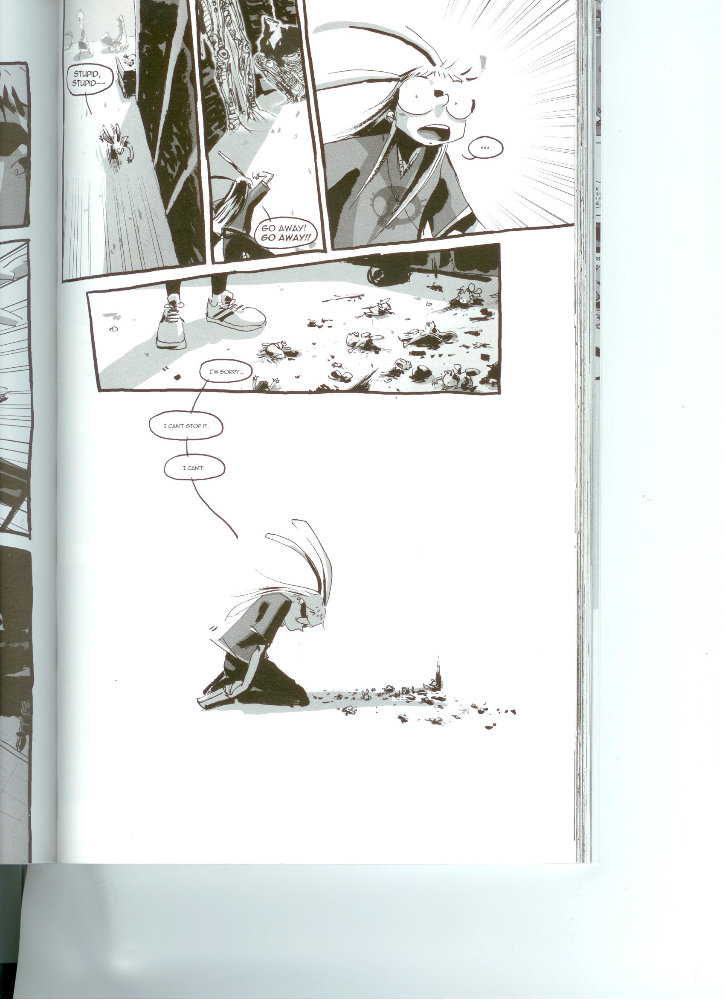 STUPID,
STUPID--
GO AWAY!
GO AWAY!!
...
I'M SORRY...
I CAN'T STOP IT.
I CAN'T.